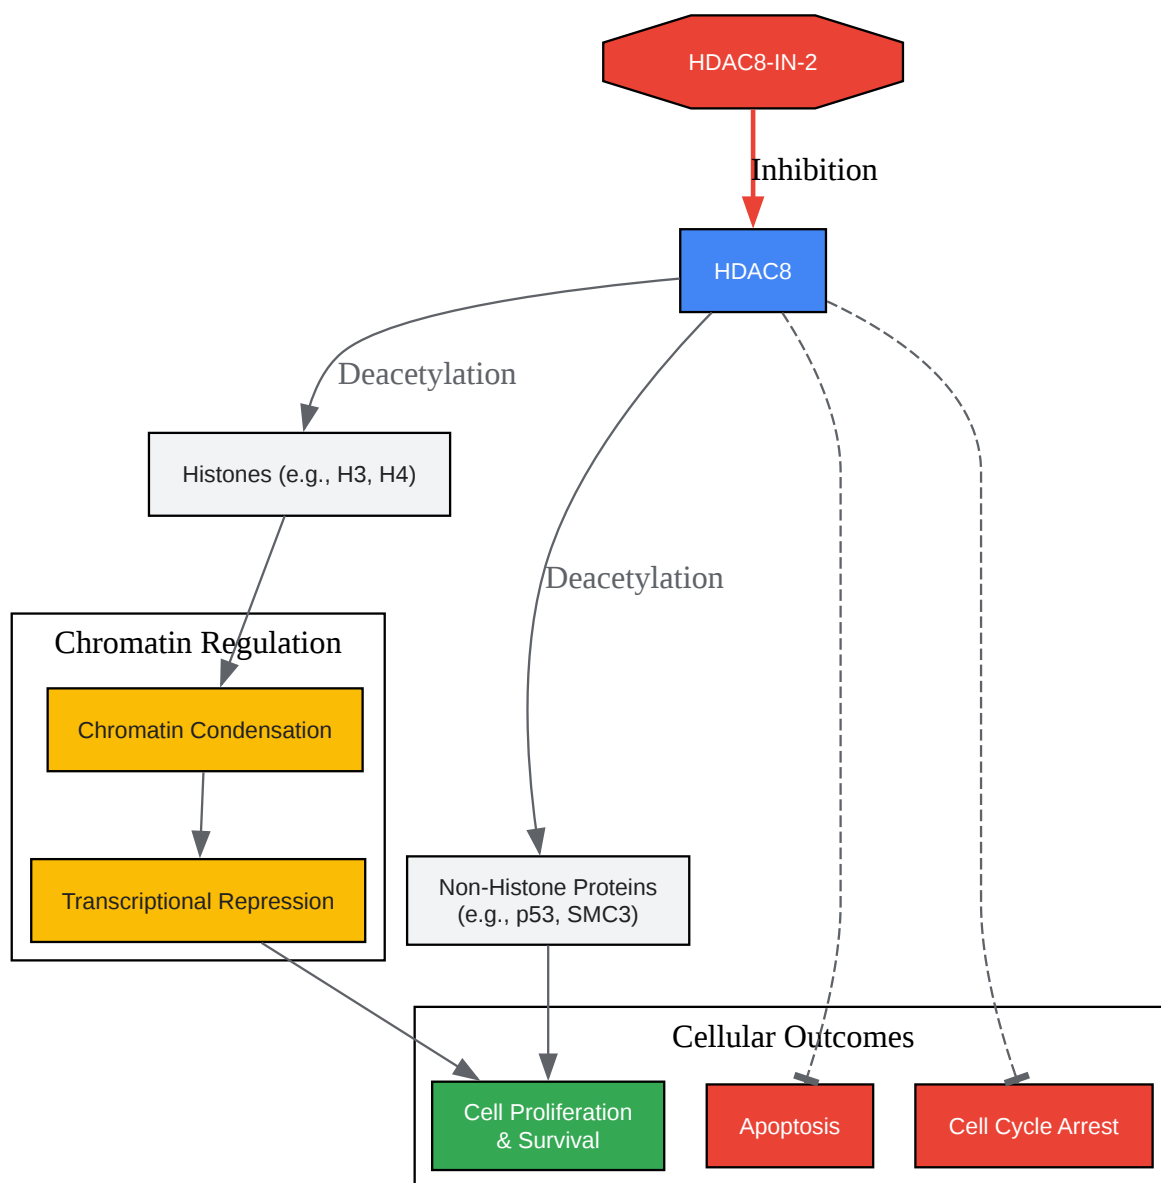 HDAC8-IN-2
Inhibition
HDAC8
Deacetylation
Histones (e.g., H3, H4)
Deacetylation
Chromatin Regulation
Chromatin Condensation
Transcriptional Repression
Non-Histone Proteins
(e.g., p53, SMC3)
Cellular Outcomes
Cell Proliferation
& Survival
Apoptosis
Cell Cycle Arrest